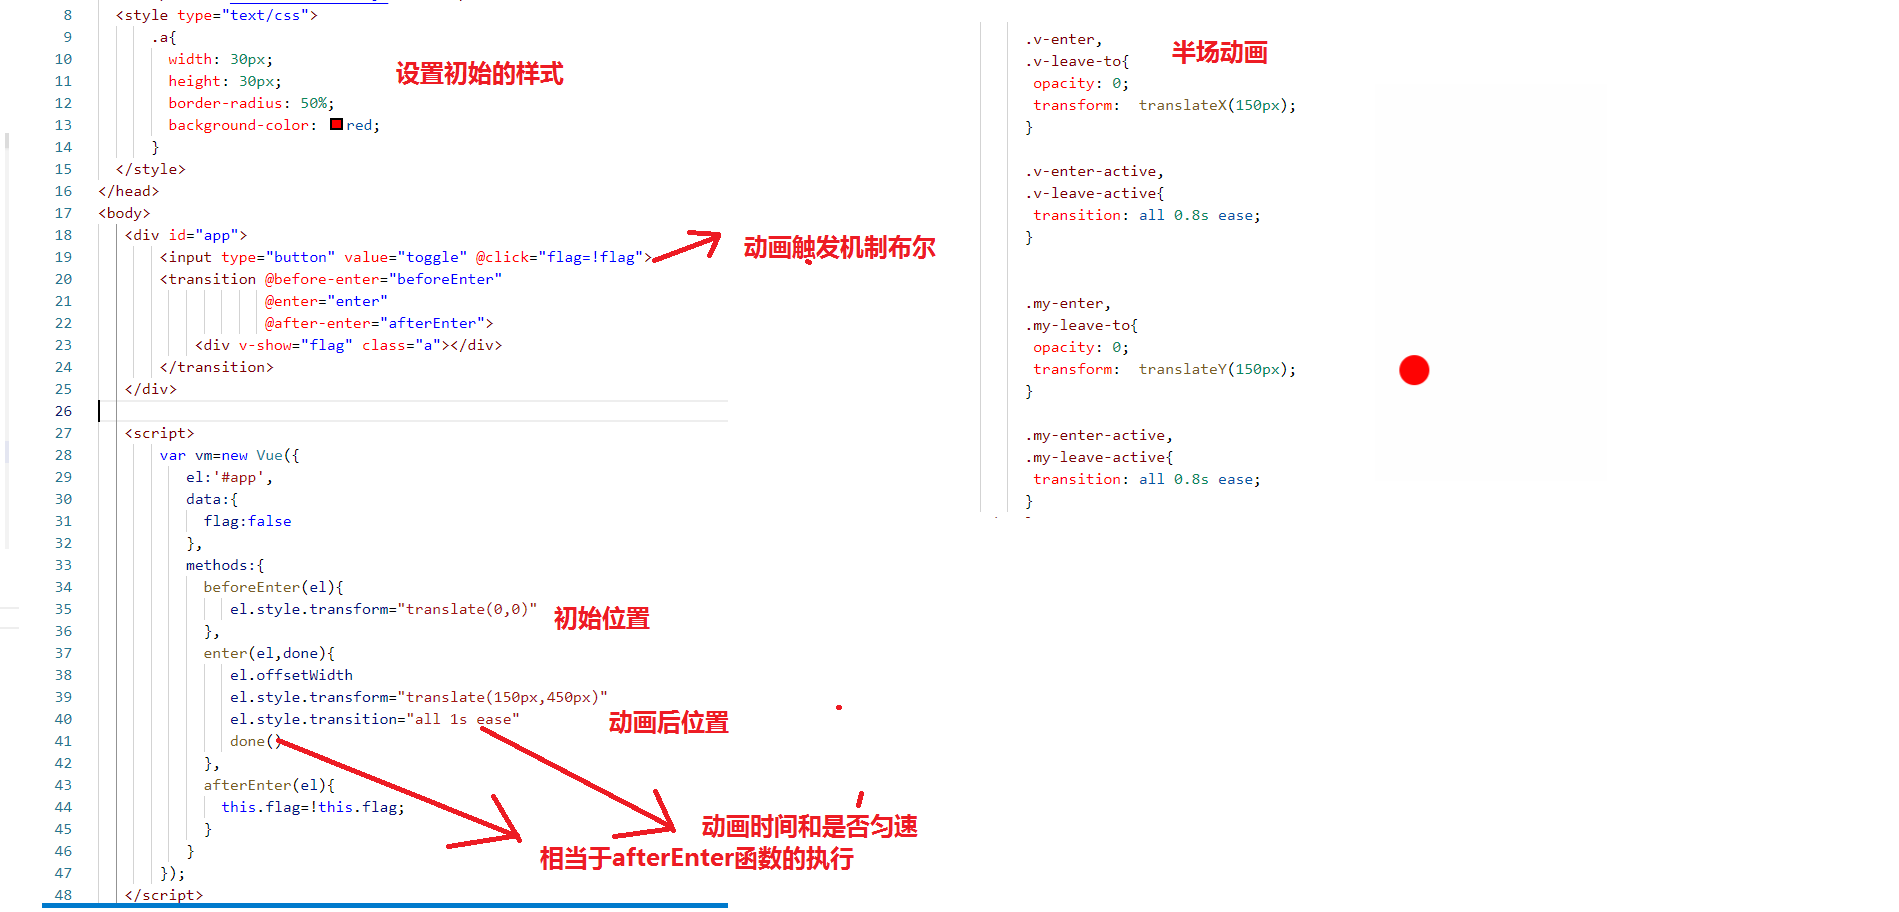 8 <style type="text/css">
9 .a{
10 width: 30px;
11 height: 30px;
12 border-radius: 50%;
13 background-color: red;
14 }
15 </style>
16 </head>
17 <body>
18 <div id="app">
19 <input type="button" value="toggle" @click="flag=!flag">
20 <transition @before-enter="beforeEnter"
21 @enter="enter"
22 @after-enter="afterEnter">
23 <div v-show="flag" class="a"></div>
24 </transition>
25 </div>
26
27 <script>
28 var vm=new Vue({
29 el:'#app',
30 data:{
31 flag:false
32 },
33 methods:{
34 beforeEnter(el){
35 el.style.transform="translate(0,0)"
36 },
37 enter(el,done){
38 el.offsetWidth
39 el.style.transform="translate(150px,450px)"
40 el.style.transition="all 1s ease"
41 done()
42 },
43 afterEnter(el){
44 this.flag=!this.flag;
45 }
46 }
47 });
48 </script>
设置初始的样式
动画触发机制布尔
初始位置
动画后位置
动画时间和是否匀速
相当于afterEnter函数的执行
半场动画
.v-enter,
.v-leave-to{
opacity: 0;
transform: translateX(150px);
}
.v-enter-active,
.v-leave-active{
transition: all 0.8s ease;
}
.my-enter,
.my-leave-to{
opacity: 0;
transform: translateY(150px);
}
.my-enter-active,
.my-leave-active{
transition: all 0.8s ease;
}